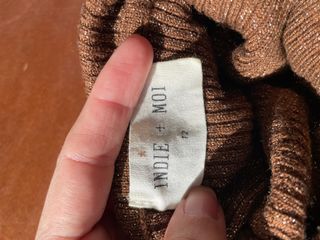 INDIE + MOI
12